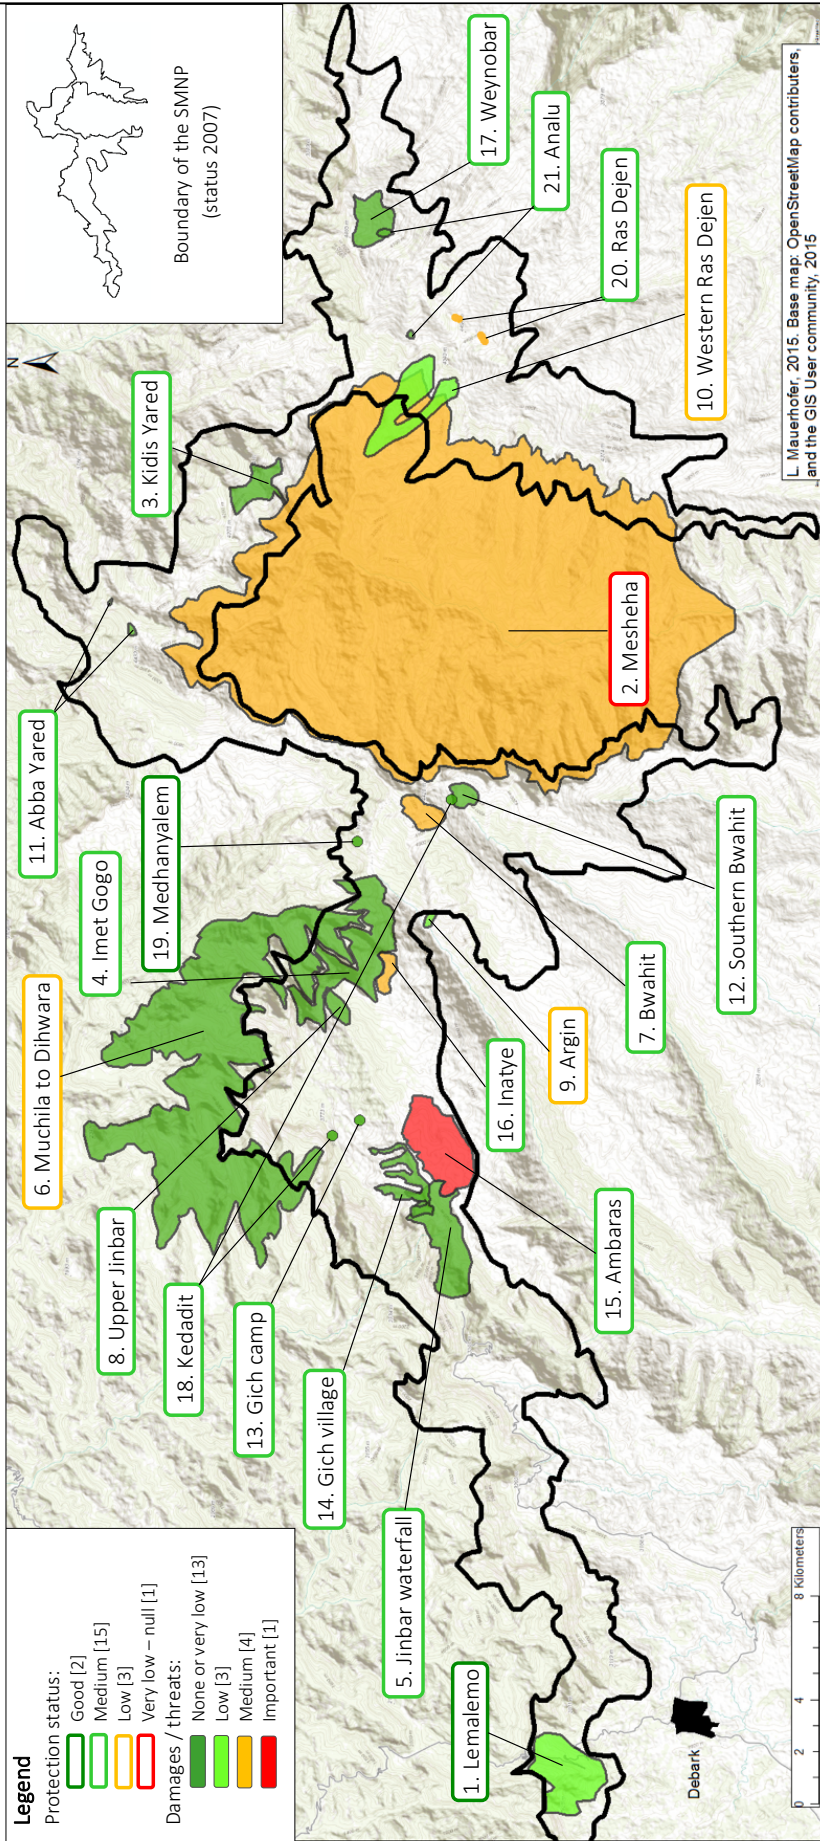 Legend
Protection status:
Good [2]
Medium [15]
Low [3]
Very low – null [1]
Damages / threats:
None or very low [13]
Low [3]
Medium [4]
Important [1]
Boundary of the SMNP
(status 2007)
N
1. Lemalemo
5. Jinbar waterfall
14. Gich village
13. Gich camp
18. Kedadit
8. Upper Jinbar
6. Muchila to Dihwara
4. Imet Gogo
19. Medhanyalem
11. Abba Yared
3. Kidis Yared
17. Weynobar
21. Analu
20. Ras Dejen
10. Western Ras Dejen
2. Mesheha
12. Southern Bwahit
7. Bwahit
9. Argin
16. Inatye
15. Ambaras
Debark
0 2 4 8 Kilometers
L. Mauerhofer, 2015. Base map: OpenStreetMap contributers,
and the GIS User community, 2015